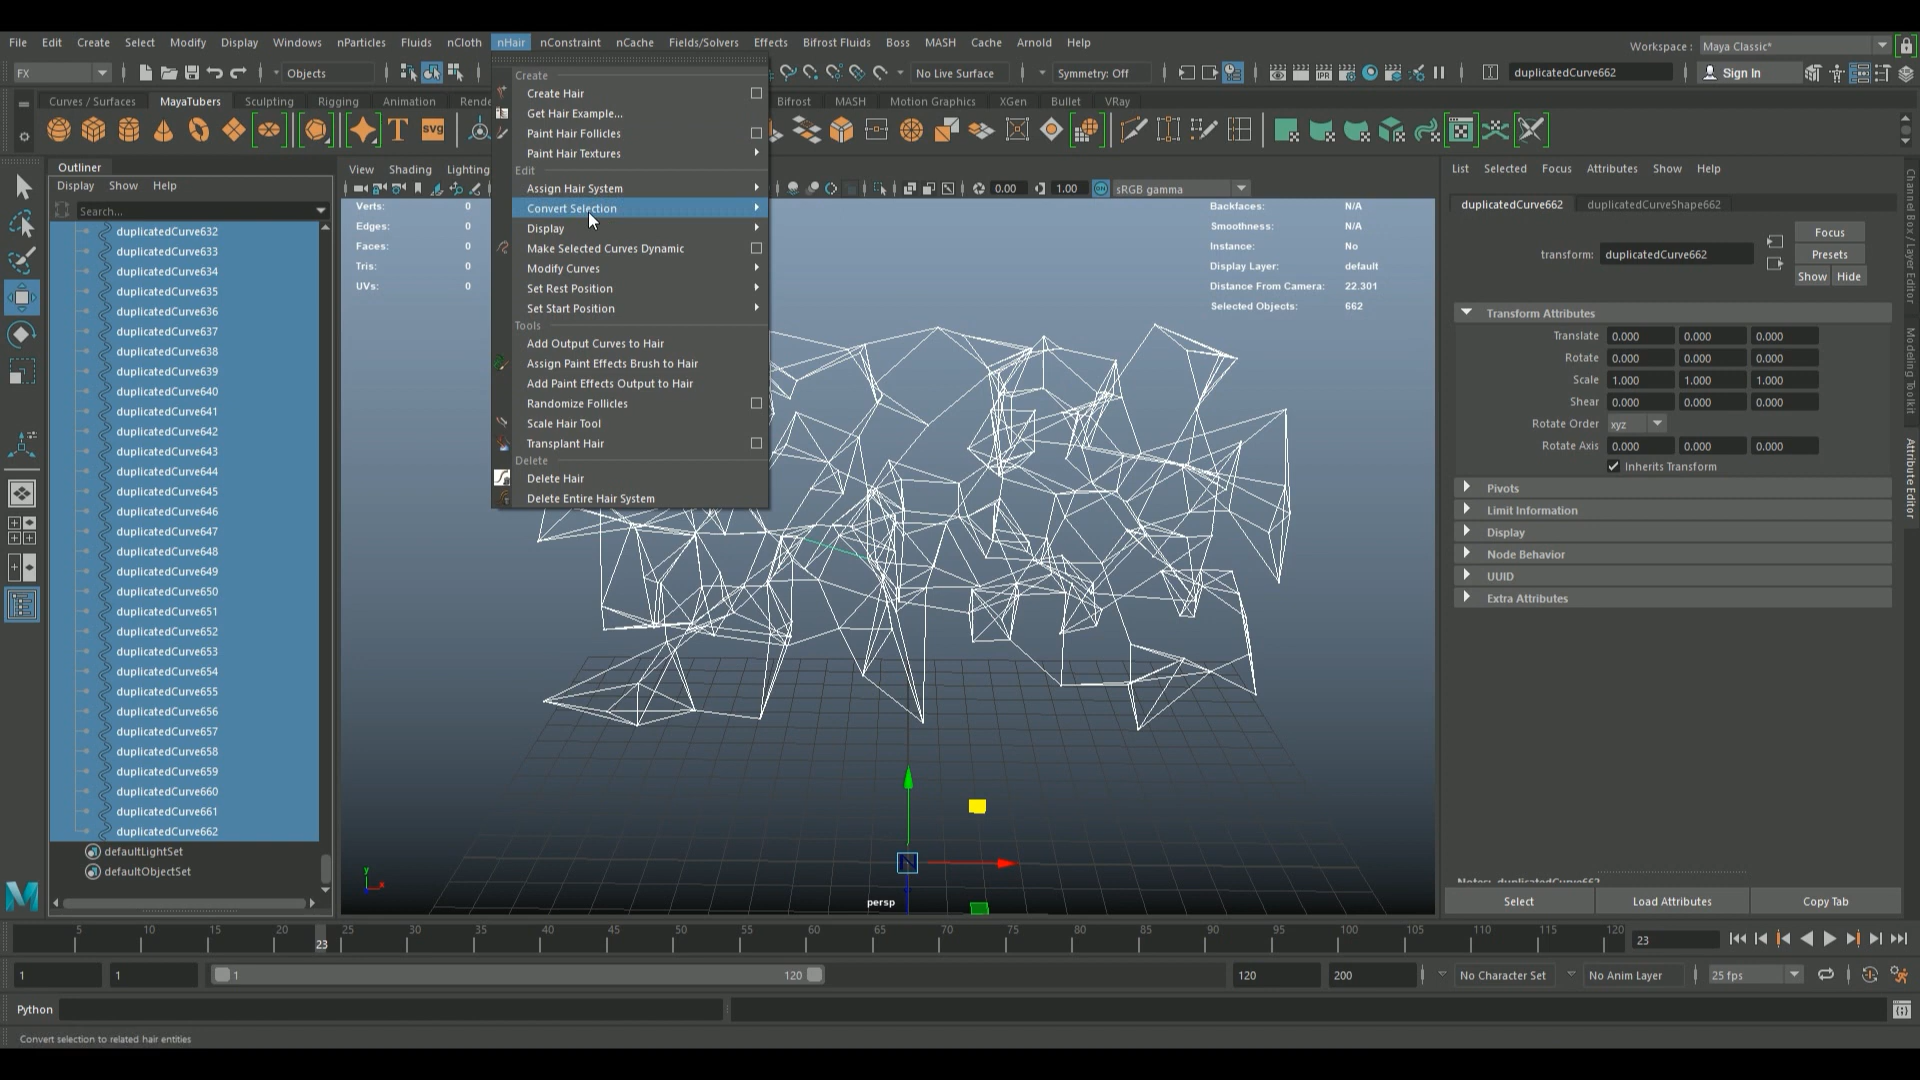 File Edit Create Select Modify Display Windows nParticles Fluids nCloth nHair nConstraint nCache Fields/Solvers Effects Bifrost Fluids Boss MASH Cache Arnold Help
Workspace : Maya Classic*
FX Objects No Live Surface Symmetry: Off duplicatedCurve662 Sign In
Curves / Surfaces MayaTubers Sculpting Rigging Animation Bifrost MASH Motion Graphics XGen Bullet VRay
T SVG IPR
Outliner
Display Show Help
Search...
duplicatedCurve632
duplicatedCurve633
duplicatedCurve634
duplicatedCurve635
duplicatedCurve636
duplicatedCurve637
duplicatedCurve638
duplicatedCurve639
duplicatedCurve640
duplicatedCurve641
duplicatedCurve642
duplicatedCurve643
duplicatedCurve644
duplicatedCurve645
duplicatedCurve646
duplicatedCurve647
duplicatedCurve648
duplicatedCurve649
duplicatedCurve650
duplicatedCurve651
duplicatedCurve652
duplicatedCurve653
duplicatedCurve654
duplicatedCurve655
duplicatedCurve656
duplicatedCurve657
duplicatedCurve658
duplicatedCurve659
duplicatedCurve660
duplicatedCurve661
duplicatedCurve662
defaultLightSet
defaultObjectSet
View Shading Lighting
0.00 1.00 ON sRGB gamma
Verts: 0
Edges: 0
Faces: 0
Tris: 0
UVs: 0
Create
Create Hair
Get Hair Example...
Paint Hair Follicles
Paint Hair Textures
Edit
Assign Hair System
Convert Selection
Display
Make Selected Curves Dynamic
Modify Curves
Set Rest Position
Set Start Position
Tools
Add Output Curves to Hair
Assign Paint Effects Brush to Hair
Add Paint Effects Output to Hair
Randomize Follicles
Scale Hair Tool
Transplant Hair
Delete
Delete Hair
Delete Entire Hair System
Backfaces: N/A
Smoothness: N/A
Instance: No
Display Layer: default
Distance From Camera: 22.301
Selected Objects: 662
y
x
persp
List Selected Focus Attributes Show Help
duplicatedCurve662 duplicatedCurveShape662
transform: duplicatedCurve662
Focus
Presets
Show Hide
Transform Attributes
Translate 0.000 0.000 0.000
Rotate 0.000 0.000 0.000
Scale 1.000 1.000 1.000
Shear 0.000 0.000 0.000
Rotate Order xyz
Rotate Axis 0.000 0.000 0.000
Inherits Transform
Pivots
Limit Information
Display
Node Behavior
UUID
Extra Attributes
Notes: duplicatedCurve662
Select Load Attributes Copy Tab
Channel Box / Layer Editor
Modeling Toolkit
Attribute Editor
5 10 15 20 25 30 35 40 45 50 55 60 65 70 75 80 85 90 95 100 105 110 115 120
23 23
1 1 1 120 120 200 No Character Set No Anim Layer 25 fps
Python
Convert selection to related hair entities